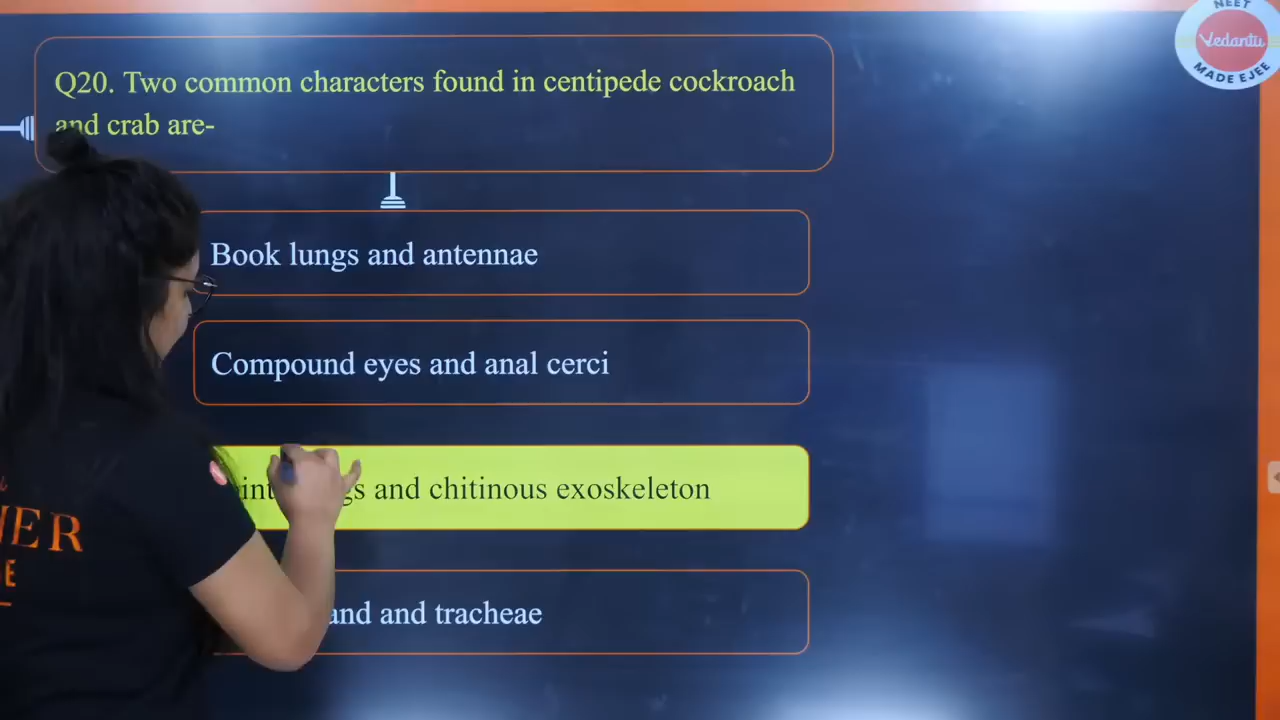 NEET
Vedantu
MADE EJEE
Q20. Two common characters found in centipede cockroach
and crab are-
Book lungs and antennae
Compound eyes and anal cerci
and chitinous exoskeleton
and tracheae